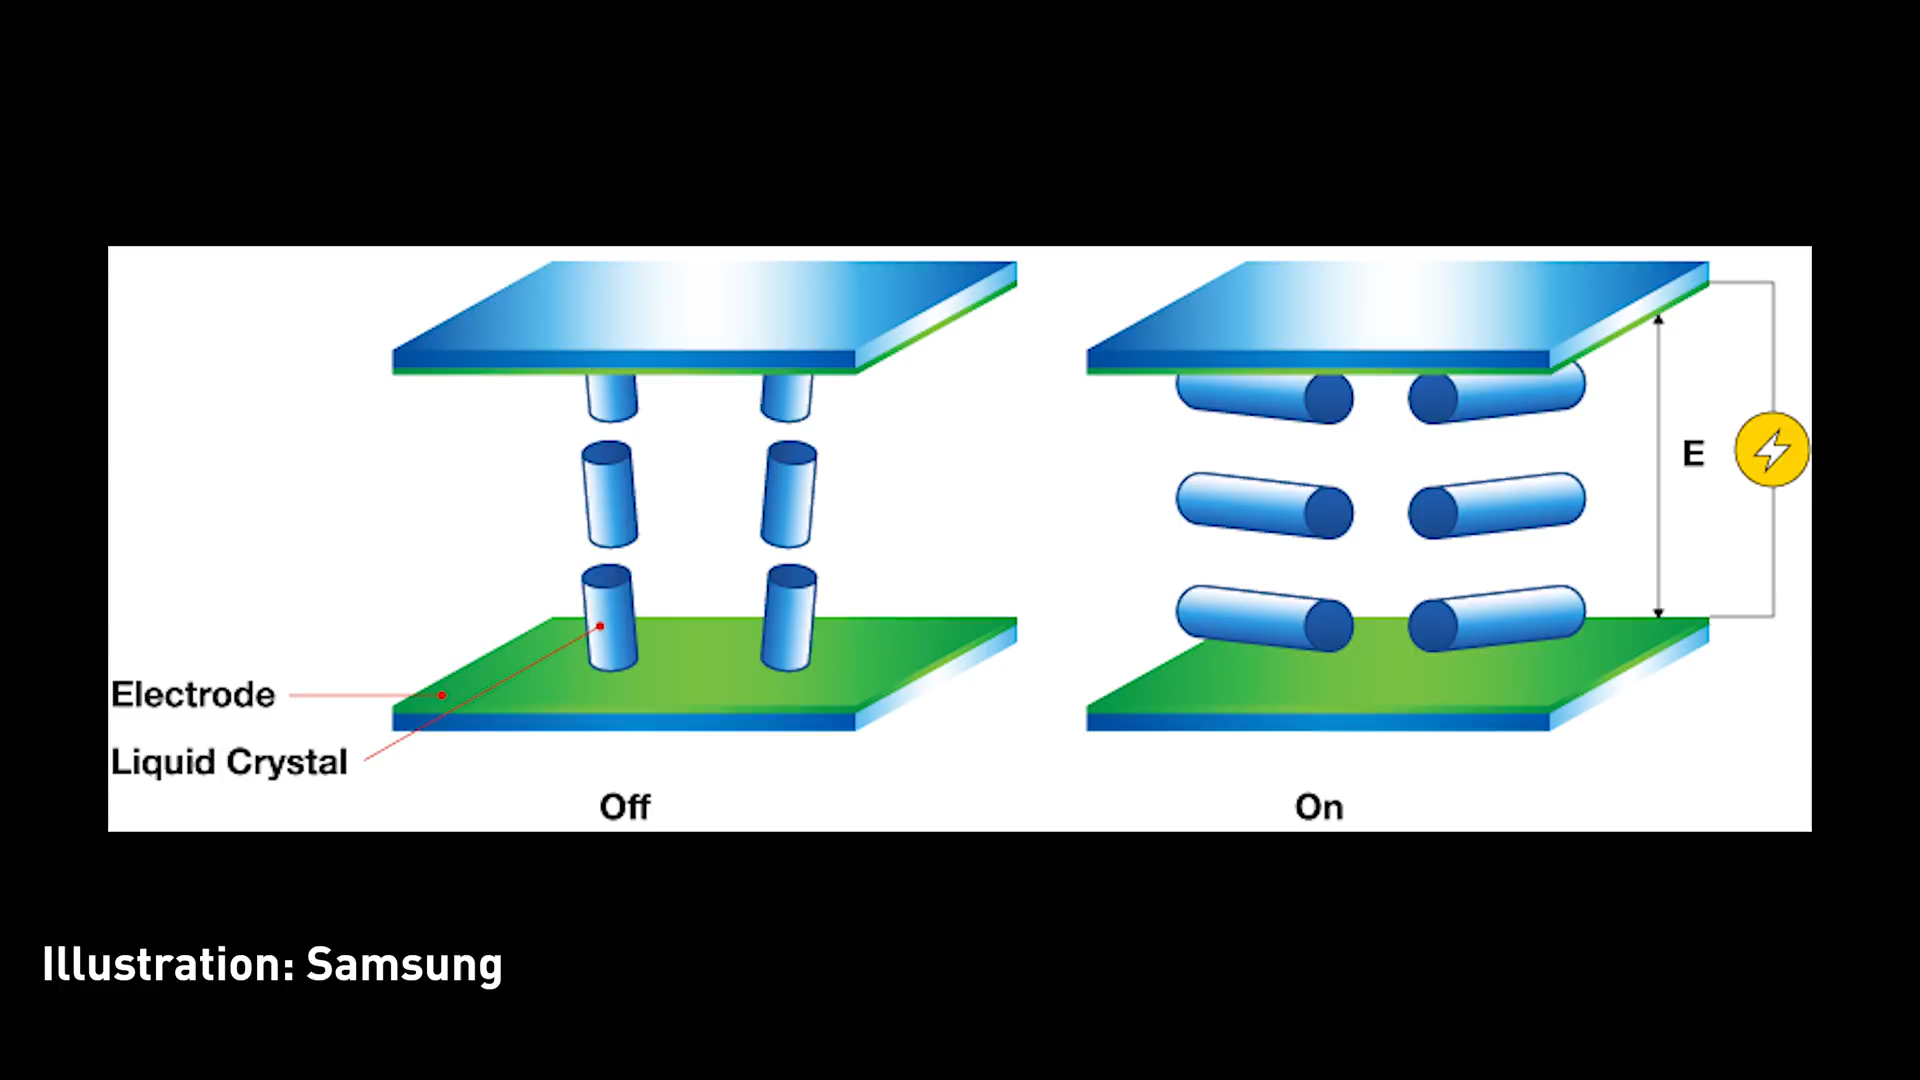 E
Electrode
Liquid Crystal
Off
On
Illustration: Samsung